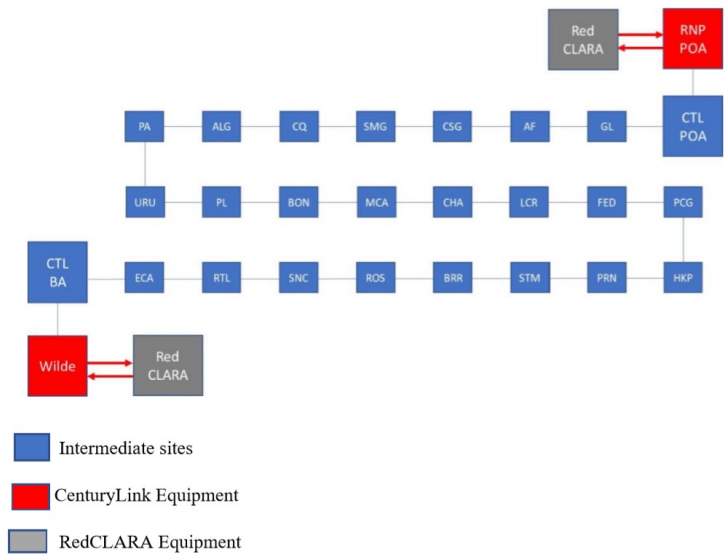 Red
CLARA
RNP
POA
PA
ALG
CQ
SMG
CSG
AF
GL
CTL
POA
URU
PL
BON
MCA
CHA
LCR
FED
PCG
CTL
BA
ECA
RTL
SNC
ROS
BRR
STM
PRN
HKP
Wilde
Red
CLARA
Intermediate sites
CenturyLink Equipment
RedCLARA Equipment